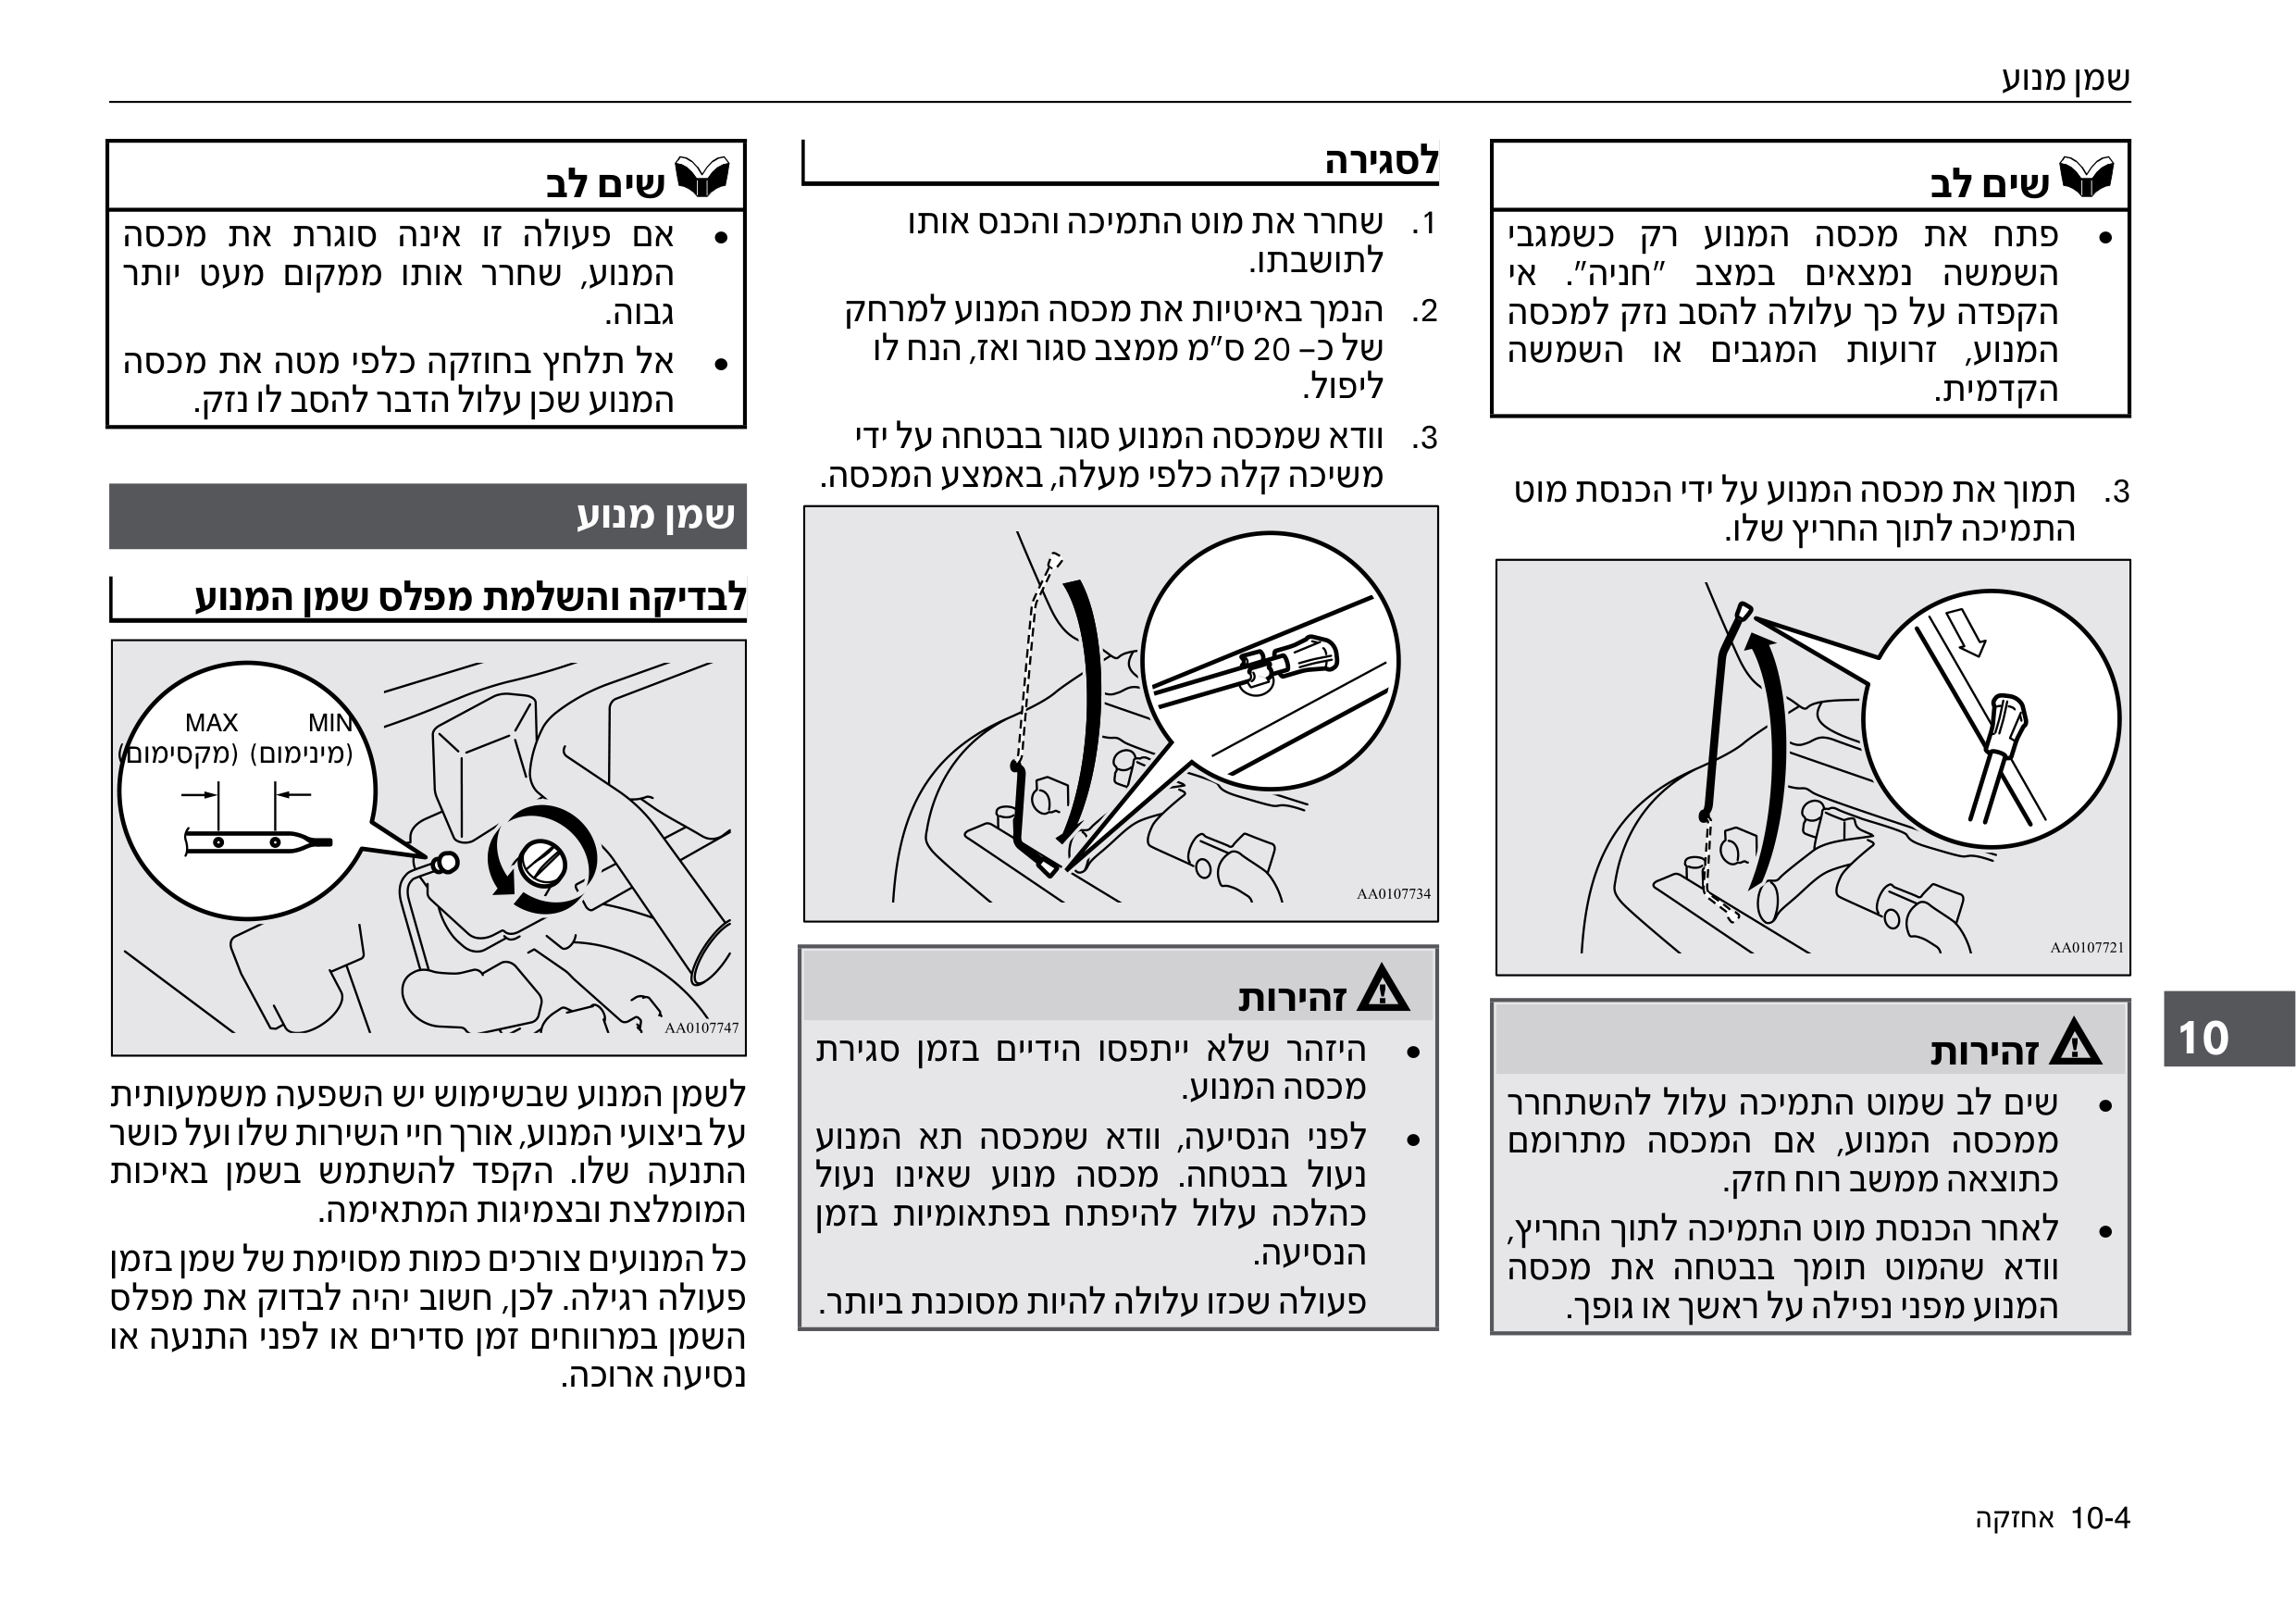 שמן מנוע
שים לב
• פתח את מכסה המנוע רק כשמגבי
השמשה נמצאים במצב "חניה". אי
הקפדה על כך עלולה להסב נזק למכסה
המנוע, זרועות המגבים או השמשה
הקדמית.
3. תמוך את מכסה המנוע על ידי הכנסת מוט
התמיכה לתוך החריץ שלו.
AA0107721
זהירות
• שים לב שמוט התמיכה עלול להשתחרר
ממכסה המנוע, אם המכסה מתרומם
כתוצאה ממשב רוח חזק.
• לאחר הכנסת מוט התמיכה לתוך החריץ,
וודא שהמוט תומך בבטחה את מכסה
המנוע מפני נפילה על ראשך או גופך.
לסגירה
1. שחרר את מוט התמיכה והכנס אותו
לתושבתו.
2. הנמך באיטיות את מכסה המנוע למרחק
של כ– 20 ס"מ ממצב סגור ואז, הנח לו
ליפול.
3. וודא שמכסה המנוע סגור בבטחה על ידי
משיכה קלה כלפי מעלה, באמצע המכסה.
AA0107734
זהירות
• היזהר שלא ייתפסו הידיים בזמן סגירת
מכסה המנוע.
• לפני הנסיעה, וודא שמכסה תא המנוע
נעול בבטחה. מכסה מנוע שאינו נעול
כהלכה עלול להיפתח בפתאומיות בזמן
הנסיעה.
פעולה שכזו עלולה להיות מסוכנת ביותר.
שים לב
• אם פעולה זו אינה סוגרת את מכסה
המנוע, שחרר אותו ממקום מעט יותר
גבוה.
• אל תלחץ בחוזקה כלפי מטה את מכסה
המנוע שכן עלול הדבר להסב לו נזק.
שמן מנוע
לבדיקה והשלמת מפלס שמן המנוע
MAX MIN
(מינימום) (מקסימום)
AA0107747
לשמן המנוע שבשימוש יש השפעה משמעותית
על ביצועי המנוע, אורך חיי השירות שלו ועל כושר
התנעה שלו. הקפד להשתמש בשמן באיכות
המומלצת ובצמיגות המתאימה.
כל המנועים צורכים כמות מסוימת של שמן בזמן
פעולה רגילה. לכן, חשוב יהיה לבדוק את מפלס
השמן במרווחים זמן סדירים או לפני התנעה או
נסיעה ארוכה.
10
10-4 אחזקה